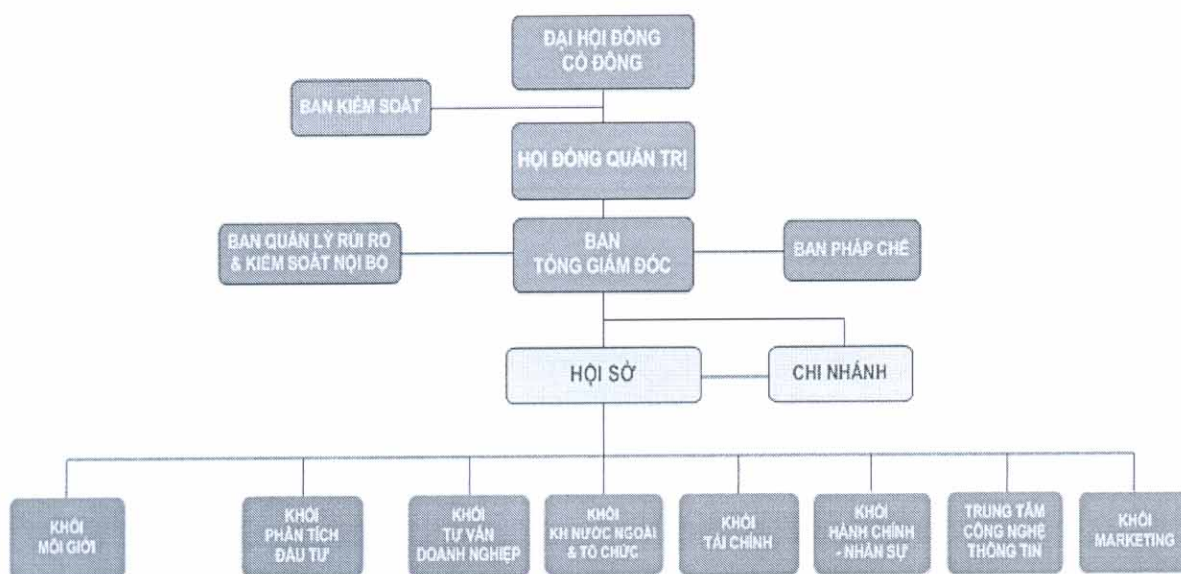 ĐẠI HỘI ĐỒNG
CỔ ĐÔNG
BAN KIỂM SOÁT
HỘI ĐỒNG QUẢN TRỊ
BAN QUẢN LÝ RỦI RO
& KIỂM SOÁT NỘI BỘ
BAN
TỔNG GIÁM ĐỐC
BAN PHÁP CHẾ
HỘI SỞ
CHI NHÁNH
KHỐI
MÔI GIỚI
KHỐI
PHÂN TÍCH
ĐẦU TƯ
KHỐI
TƯ VẤN
DOANH NGHIỆP
KHỐI
KH NƯỚC NGOÀI
& TỔ CHỨC
KHỐI
TÀI CHÍNH
KHỐI
HÀNH CHÍNH
- NHÂN SỰ
TRUNG TÂM
CÔNG NGHỆ
THÔNG TIN
KHỐI
MARKETING